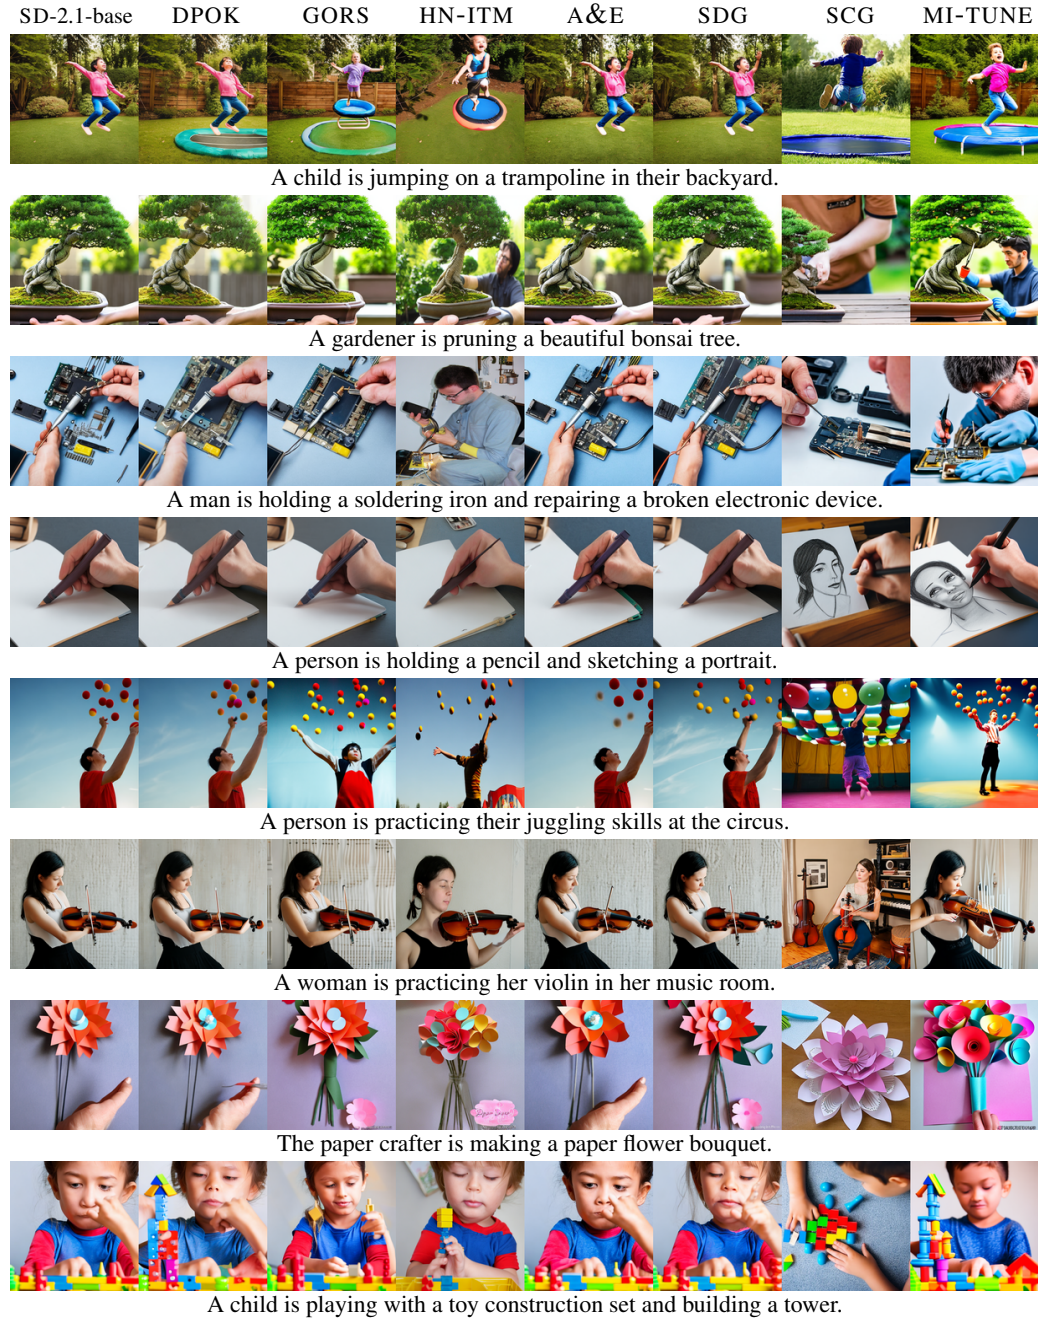 SD-2.1-base DPOK GORS HN-ITM A&E SDG SCG MI-TUNE
A child is jumping on a trampoline in their backyard.
A gardener is pruning a beautiful bonsai tree.
A man is holding a soldering iron and repairing a broken electronic device.
A person is holding a pencil and sketching a portrait.
A person is practicing their juggling skills at the circus.
A woman is practicing her violin in her music room.
The paper crafter is making a paper flower bouquet.
A child is playing with a toy construction set and building a tower.